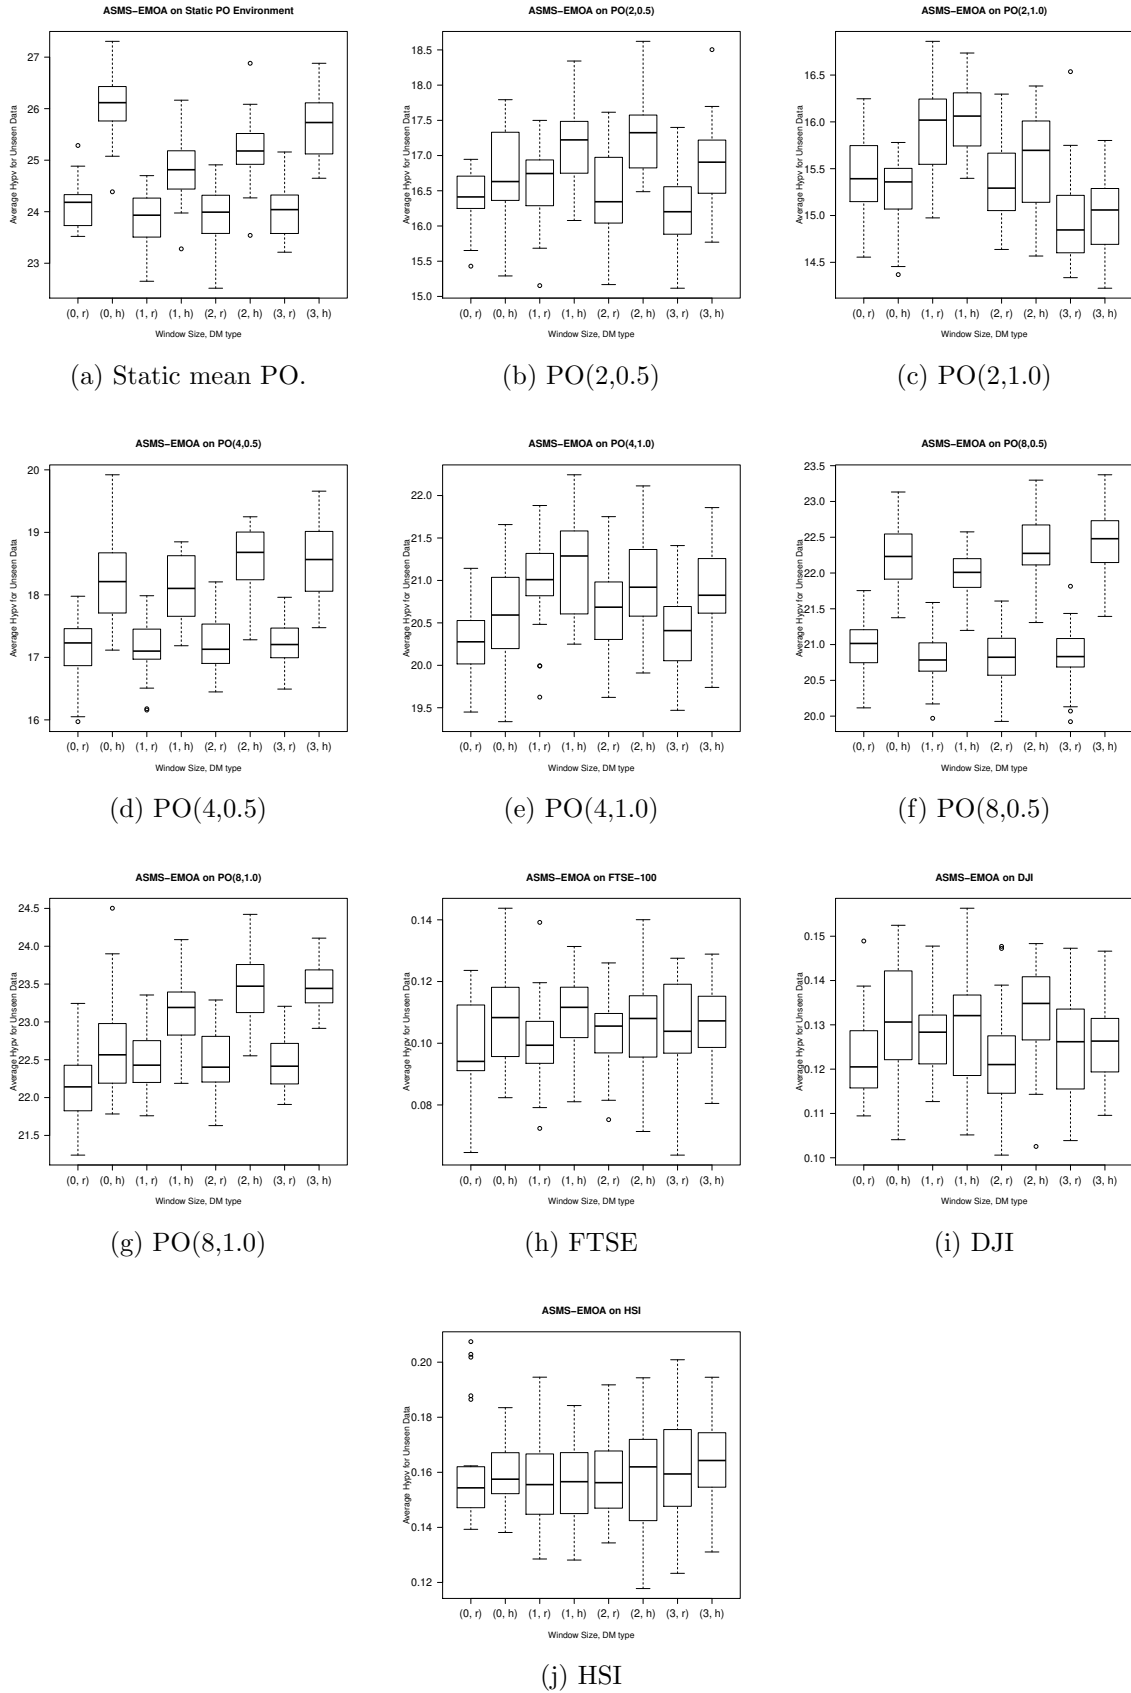 ASMS−EMOA on Static PO Environment
Average Hypv for Unseen Data
27
26
25
24
23
(0, r) (0, h) (1, r) (1, h) (2, r) (2, h) (3, r) (3, h)
Window Size, DM type
(a) Static mean PO.
ASMS−EMOA on PO(2,0.5)
Average Hypv for Unseen Data
18.5
18.0
17.5
17.0
16.5
16.0
15.5
15.0
(0, r) (0, h) (1, r) (1, h) (2, r) (2, h) (3, r) (3, h)
Window Size, DM type
(b) PO(2,0.5)
ASMS−EMOA on PO(2,1.0)
Average Hypv for Unseen Data
16.5
16.0
15.5
15.0
14.5
(0, r) (0, h) (1, r) (1, h) (2, r) (2, h) (3, r) (3, h)
Window Size, DM type
(c) PO(2,1.0)
ASMS−EMOA on PO(4,0.5)
Average Hypv for Unseen Data
20
19
18
17
16
(0, r) (0, h) (1, r) (1, h) (2, r) (2, h) (3, r) (3, h)
Window Size, DM type
(d) PO(4,0.5)
ASMS−EMOA on PO(4,1.0)
Average Hypv for Unseen Data
22.0
21.5
21.0
20.5
20.0
19.5
(0, r) (0, h) (1, r) (1, h) (2, r) (2, h) (3, r) (3, h)
Window Size, DM type
(e) PO(4,1.0)
ASMS−EMOA on PO(8,0.5)
Average Hypv for Unseen Data
23.5
23.0
22.5
22.0
21.5
21.0
20.5
20.0
(0, r) (0, h) (1, r) (1, h) (2, r) (2, h) (3, r) (3, h)
Window Size, DM type
(f) PO(8,0.5)
ASMS−EMOA on PO(8,1.0)
Average Hypv for Unseen Data
24.5
24.0
23.5
23.0
22.5
22.0
21.5
(0, r) (0, h) (1, r) (1, h) (2, r) (2, h) (3, r) (3, h)
Window Size, DM type
(g) PO(8,1.0)
ASMS−EMOA on FTSE−100
Average Hypv for Unseen Data
0.14
0.12
0.10
0.08
(0, r) (0, h) (1, r) (1, h) (2, r) (2, h) (3, r) (3, h)
Window Size, DM type
(h) FTSE
ASMS−EMOA on DJI
Average Hypv for Unseen Data
0.15
0.14
0.13
0.12
0.11
0.10
(0, r) (0, h) (1, r) (1, h) (2, r) (2, h) (3, r) (3, h)
Window Size, DM type
(i) DJI
ASMS−EMOA on HSI
Average Hypv for Unseen Data
0.20
0.18
0.16
0.14
0.12
(0, r) (0, h) (1, r) (1, h) (2, r) (2, h) (3, r) (3, h)
Window Size, DM type
(j) HSI